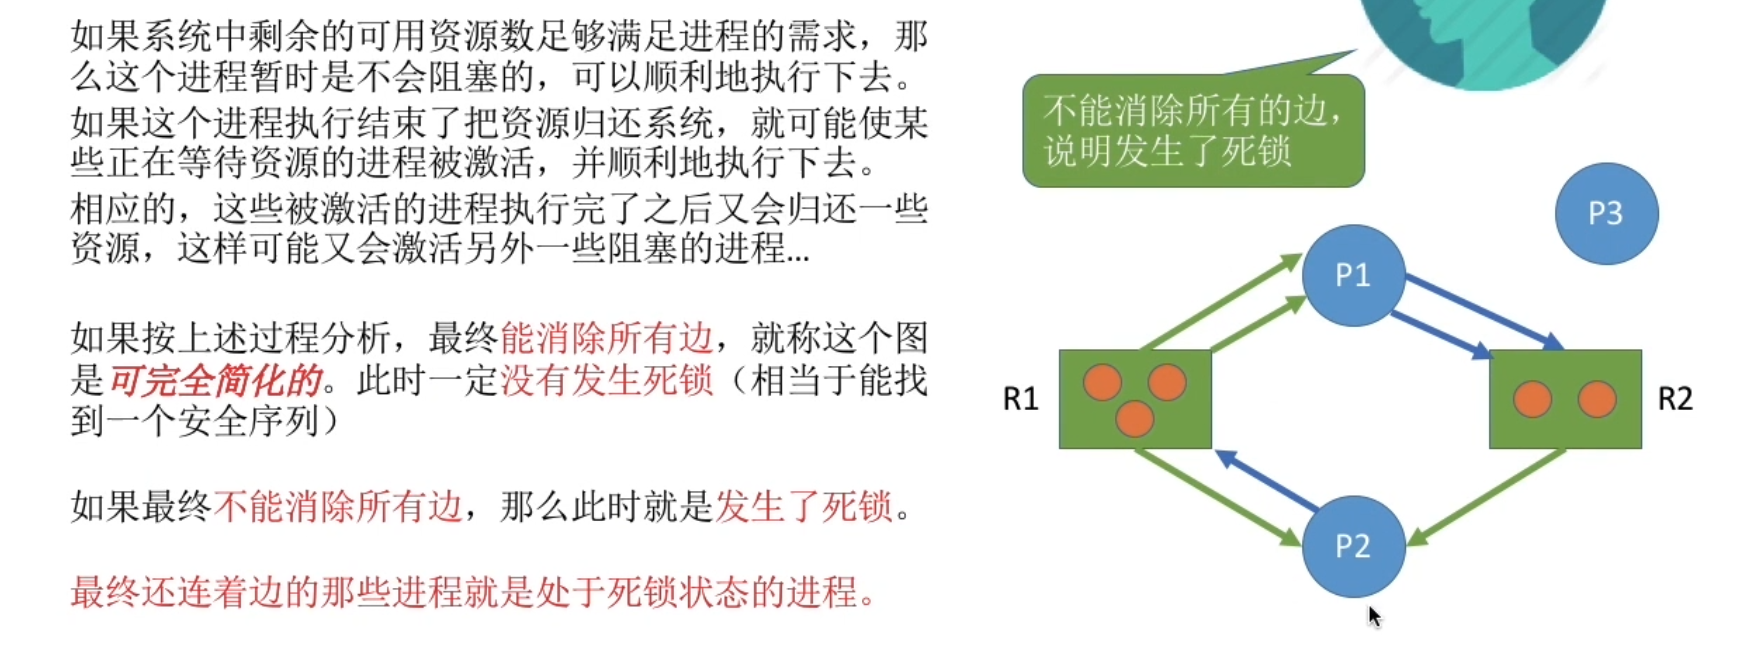 如果系统中剩余的可用资源数足够满足进程的需求，那
么这个进程暂时是不会阻塞的，可以顺利地执行下去。
如果这个进程执行结束了把资源归还系统，就可能使某
些正在等待资源的进程被激活，并顺利地执行下去。
相应的，这些被激活的进程执行完了之后又会归还一些
资源，这样可能又会激活另外一些阻塞的进程...
如果按上述过程分析，最终能消除所有边，就称这个图
是可完全简化的。此时一定没有发生死锁（相当于能找
到一个安全序列）
如果最终不能消除所有边，那么此时就是发生了死锁。
最终还连着边的那些进程就是处于死锁状态的进程。
不能消除所有的边，
说明发生了死锁
P3
P1
R1
R2
P2